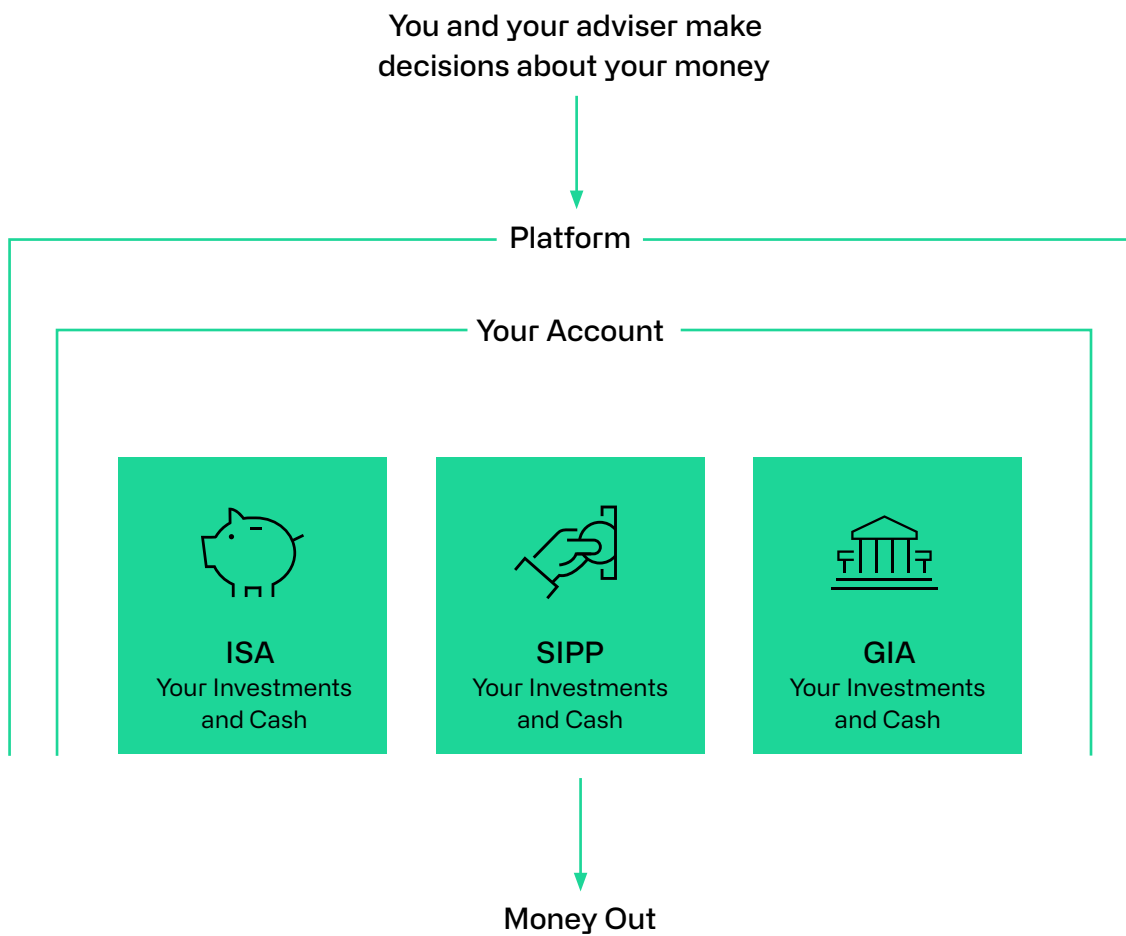 You and your adviser make
decisions about your money
Platform
Your Account
ISA
Your Investments
and Cash
SIPP
Your Investments
and Cash
GIA
Your Investments
and Cash
Money Out